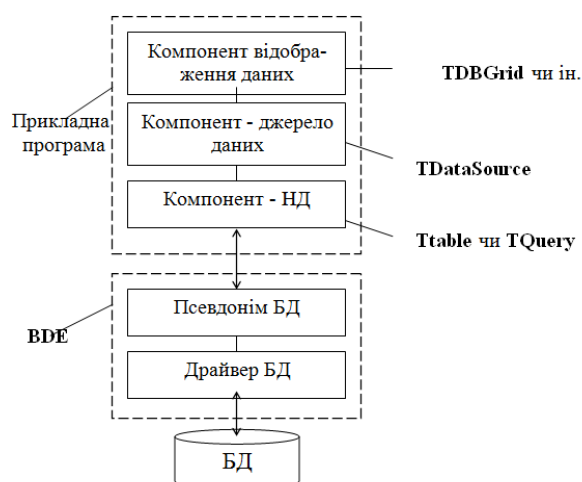 Компонент відобра-
ження даних
TDBGrid чи ін.
Прикладна
програма
Компонент - джерело
даних
TDataSource
Компонент - НД
Ttable чи TQuery
Псевдонім БД
BDE
Драйвер БД
БД